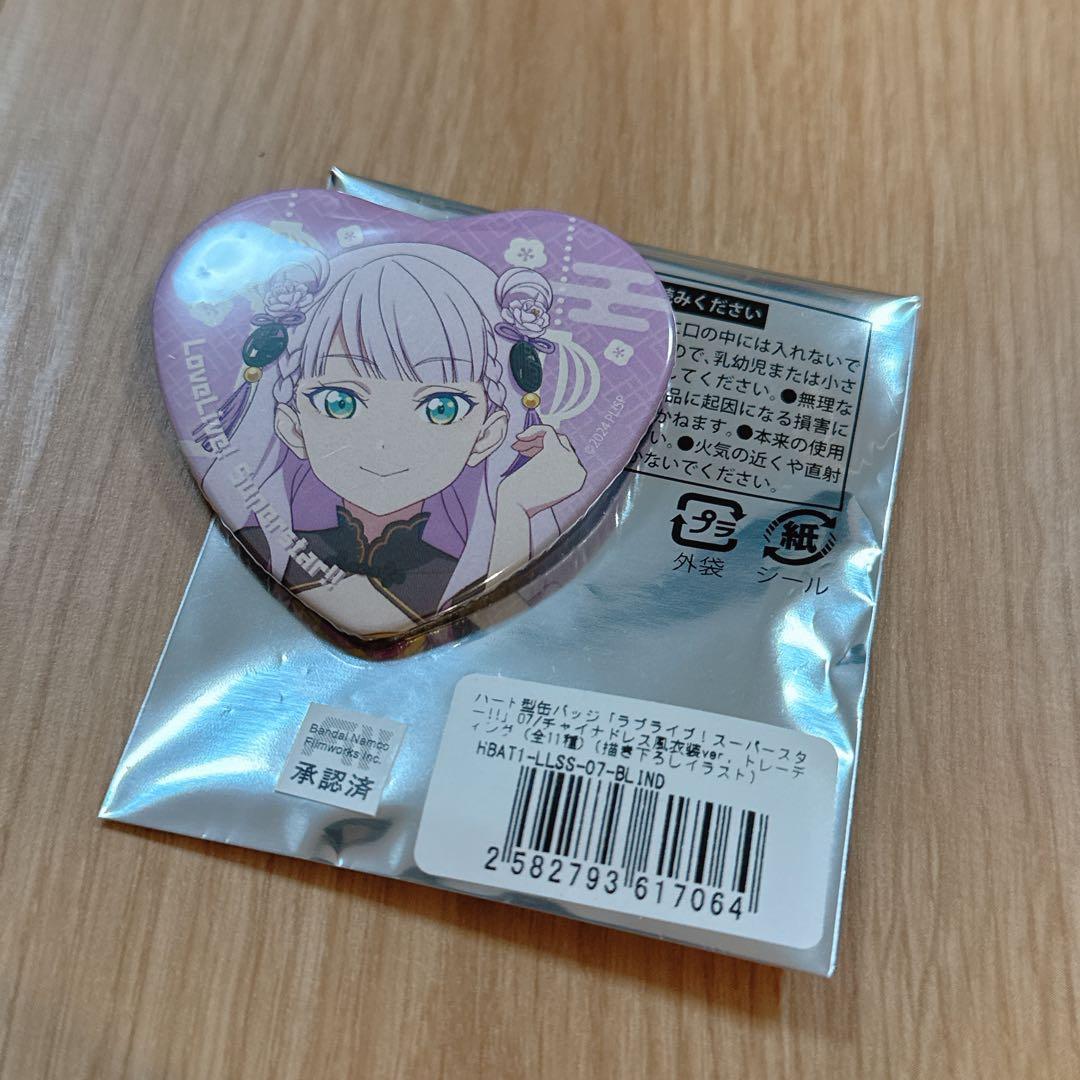 LoveLive! Superstar!!
©2024 PLSP
読みください
に口の中には入れないで
ので、乳幼児または小さ
してください。●無理な
品に起因になる損害に
かねます。●本来の使用
い。●火気の近くや直射
かないでください。
プラ
外袋
紙
シール
Bandai Namco
Filmworks Inc.
承認済
ハート型缶バッジ「ラブライブ！スーパースタ
ー!!」07/チャイナドレス風衣装ver. トレーデ
ィング（全11種）（描き下ろしイラスト）
HBAT1-LLSS-07-BLIND
2582793617064